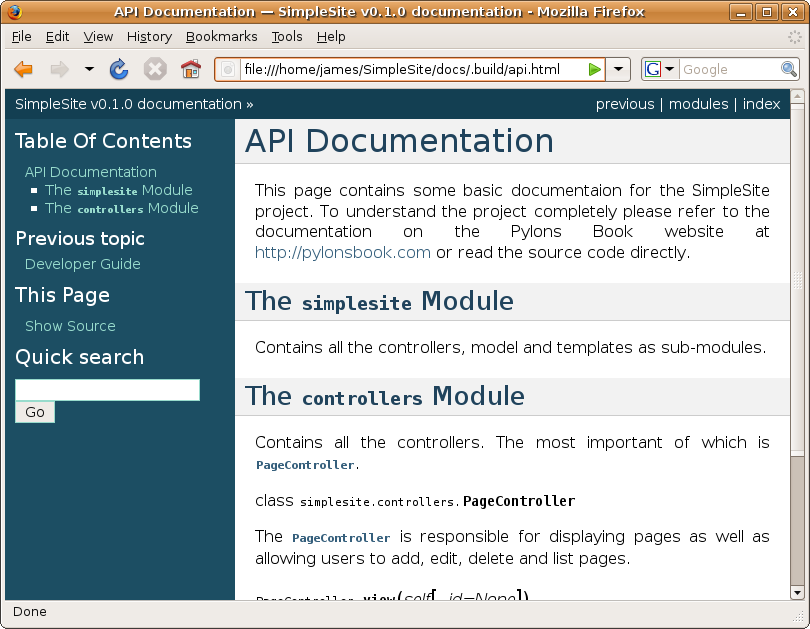 API Documentation — SimpleSite v0.1.0 documentation - Mozilla Firefox
File Edit View History Bookmarks Tools Help
file:///home/james/SimpleSite/docs/.build/api.html
G Google
SimpleSite v0.1.0 documentation »
previous | modules | index
Table Of Contents
API Documentation
The simplesite Module
The controllers Module
Previous topic
Developer Guide
This Page
Show Source
Quick search
Go
API Documentation
This page contains some basic documentaion for the SimpleSite
project. To understand the project completely please refer to the
documentation on the Pylons Book website at
http://pylonsbook.com or read the source code directly.
The simplesite Module
Contains all the controllers, model and templates as sub-modules.
The controllers Module
Contains all the controllers. The most important of which is
PageController.
class simplesite.controllers.PageController
The PageController is responsible for displaying pages as well as
allowing users to add, edit, delete and list pages.
PageController.view(self[, id=None])
Done